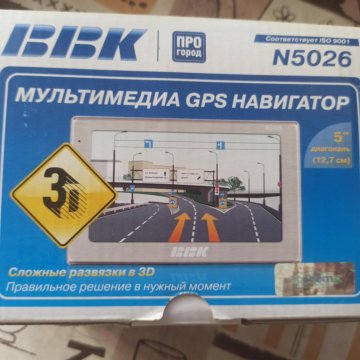 BBK
ПРО
город
Соответствует ISO 9001
N5026
МУЛЬТИМЕДИА GPS НАВИГАТОР
5"
диагональ
(12,7 см)
3
BBK
Сложные развязки в 3D
Правильное решение в нужный момент